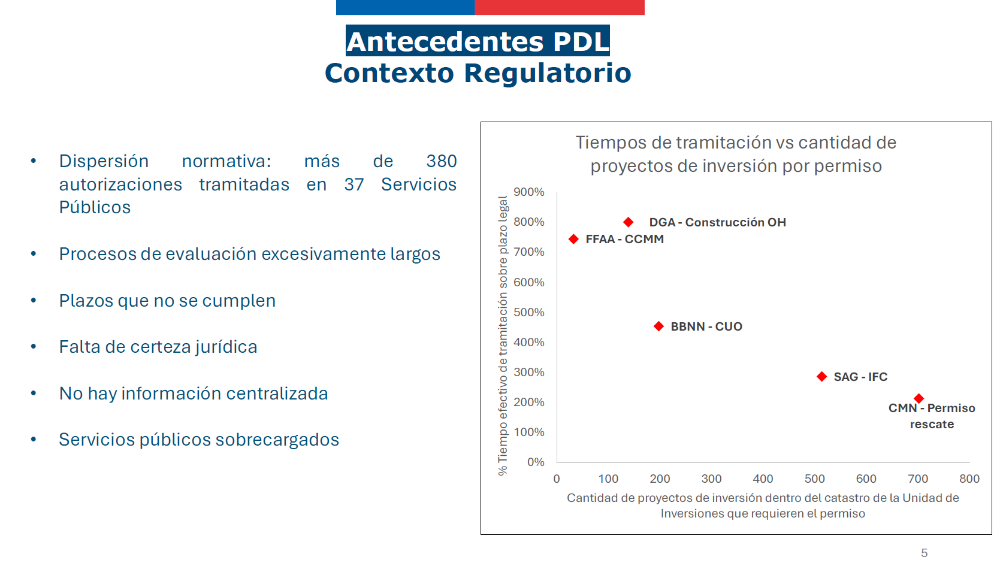 Antecedentes PDL
Contexto Regulatorio
• Dispersión normativa: más de 380
autorizaciones tramitadas en 37 Servicios
Públicos
• Procesos de evaluación excesivamente largos
• Plazos que no se cumplen
• Falta de certeza jurídica
• No hay información centralizada
• Servicios públicos sobrecargados
Tiempos de tramitación vs cantidad de
proyectos de inversión por permiso
% Tiempo efectivo de tramitación sobre plazo legal
900%
800%
700%
600%
500%
400%
300%
200%
100%
0%
DGA - Construcción OH
FFAA - CCMM
BBNN - CUO
SAG - IFC
CMN - Permiso
rescate
0 100 200 300 400 500 600 700 800
Cantidad de proyectos de inversión dentro del catastro de la Unidad de
Inversiones que requieren el permiso
5